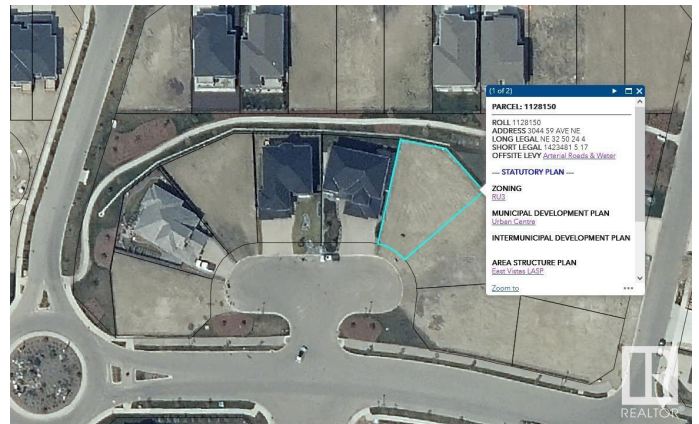 (1 of 2)
PARCEL: 1128150
ROLL 1128150
ADDRESS 3044 59 AVE NE
LONG LEGAL NE 32 50 24 4
SHORT LEGAL 1423481 5 17
OFFSITE LEVY Arterial Roads & Water
--- STATUTORY PLAN ---
ZONING
RU3
MUNICIPAL DEVELOPMENT PLAN
Urban Centre
INTERMUNICIPAL DEVELOPMENT PLAN
AREA STRUCTURE PLAN
East Vistas LASP
Zoom to
REALTOR